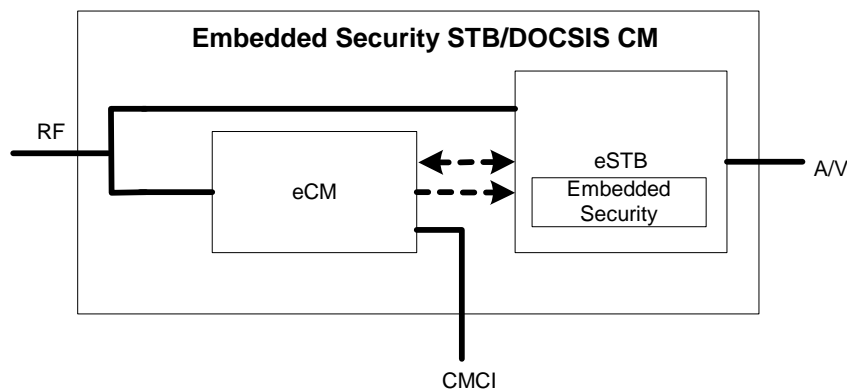 Embedded Security STB/DOCSIS CM
RF
eCM
eSTB
Embedded
Security
A/V
CMCI